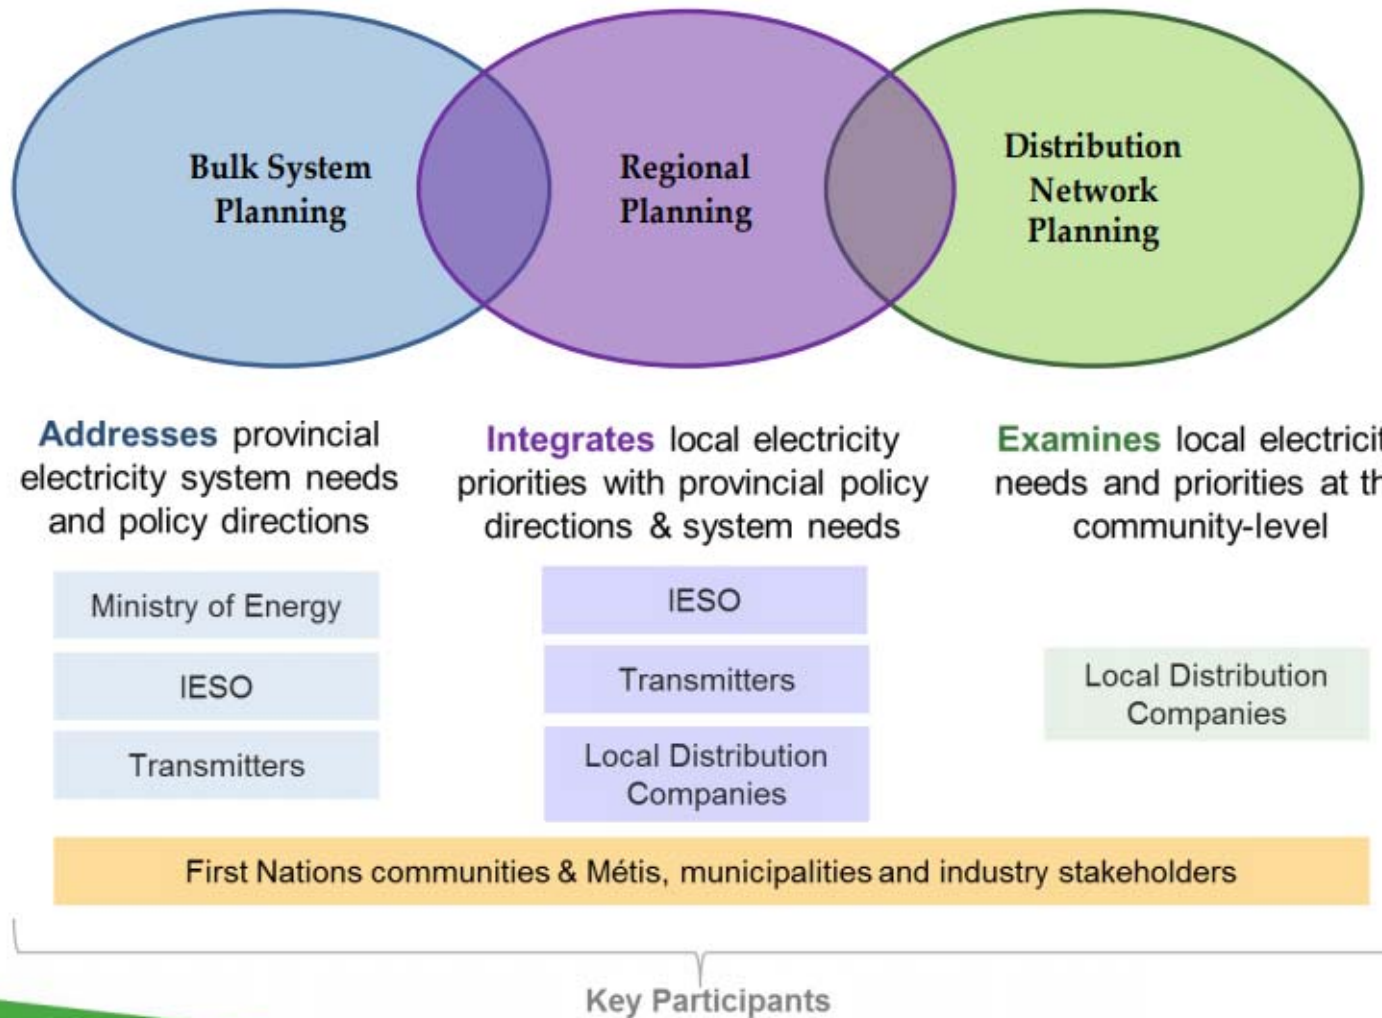 Bulk System
Planning
Regional
Planning
Distribution
Network
Planning
Addresses provincial
electricity system needs
and policy directions
Integrates local electricity
priorities with provincial policy
directions & system needs
Examines local electricit
needs and priorities at th
community-level
Ministry of Energy
IESO
Transmitters
IESO
Transmitters
Local Distribution
Companies
Local Distribution
Companies
First Nations communities & Métis, municipalities and industry stakeholders
Key Participants